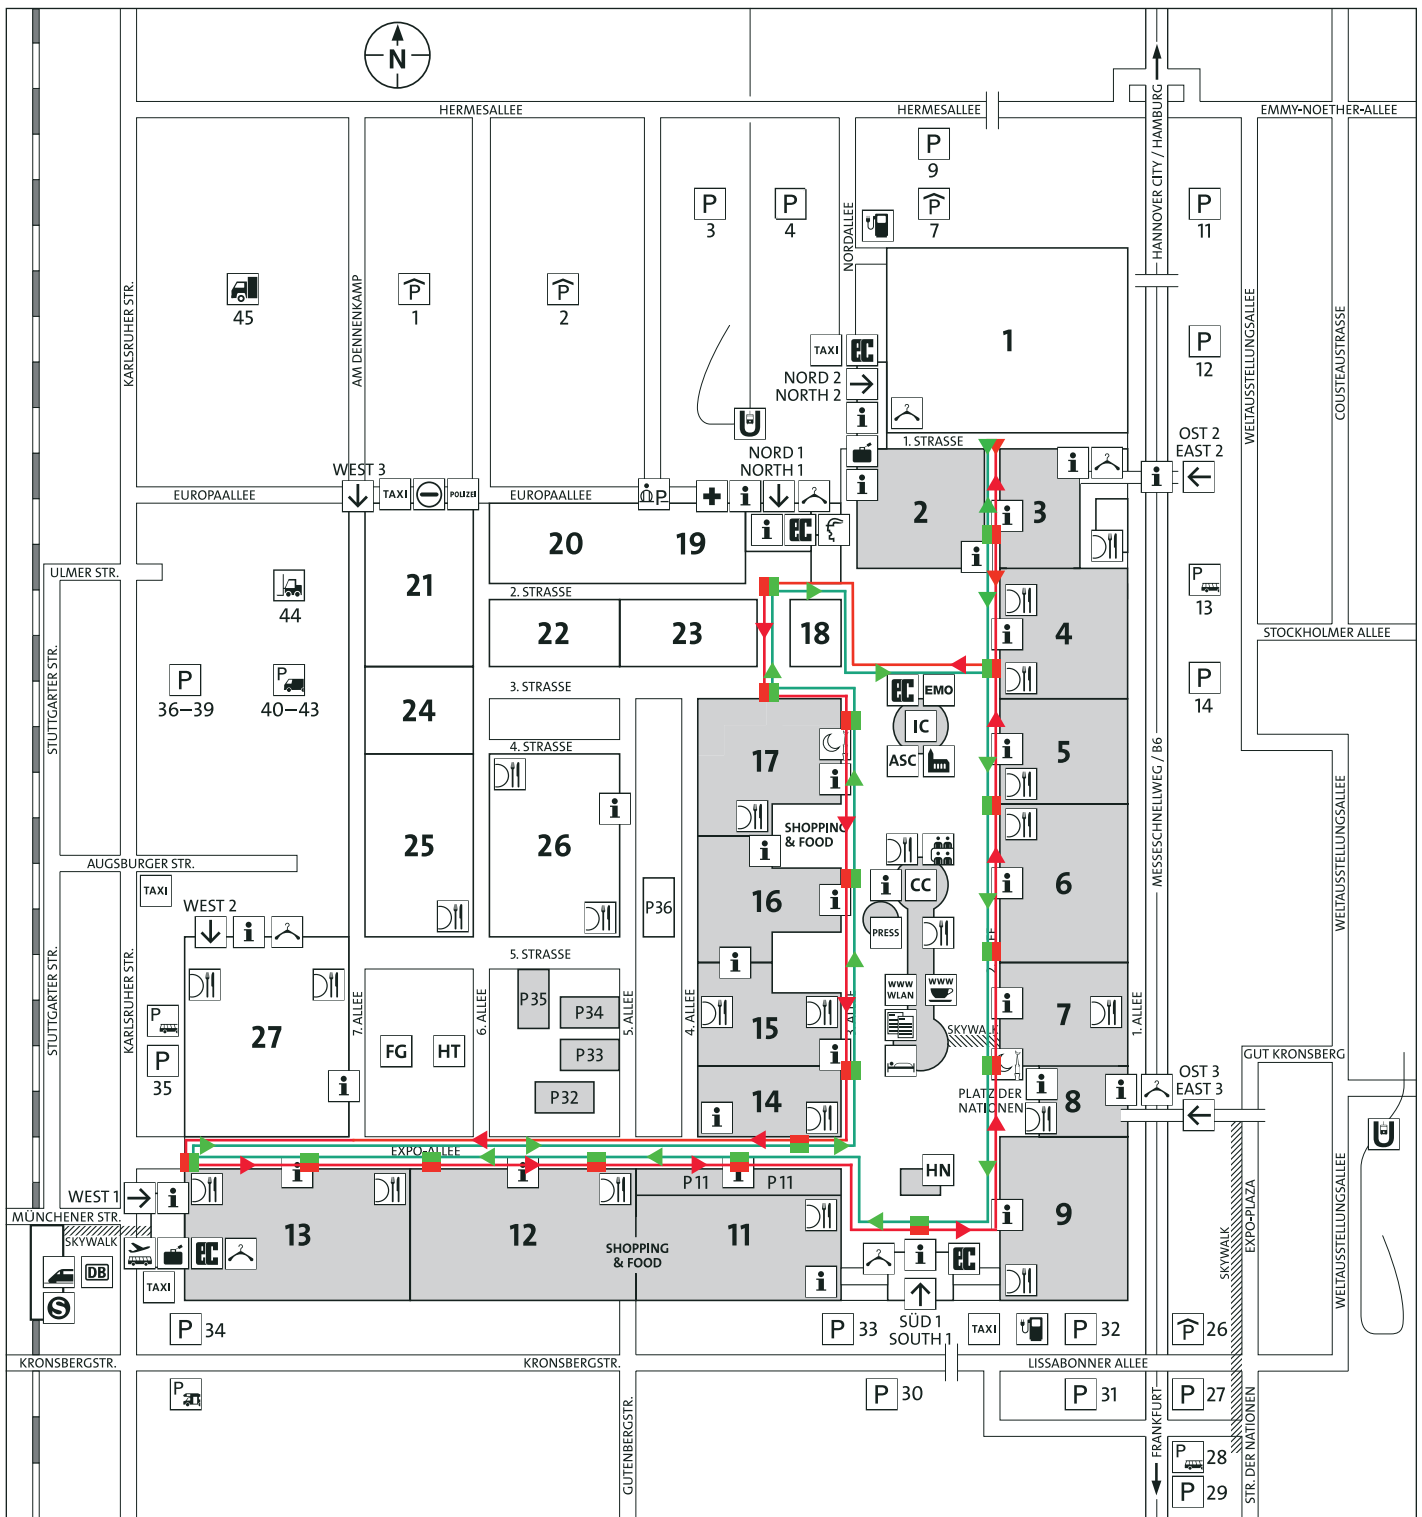 N
HERMESALLEE
HERMESALLEE
EMMY-NOETHER-ALLEE
HANNOVER CITY / HAMBURG
P
9
P
3
P
4
P
7
P
11
NORDALLEE
KARLSRUHER STR.
AM DENNENKAMP
WELTAUSSTELLUNGSALLEE
COUSTEAUSTRASSE
45
P
1
P
2
1
P
12
TAXI
EC
NORD 2
NORTH 2
i
U
1. STRASSE
NORD 1
NORTH 1
i
WEST 3
EUROPAALLEE
TAXI
POLIZEI
EUROPAALLEE
P
i
i
EC
2
i
3
i
i
i
OST 2
EAST 2
20
19
ULMER STR.
44
21
2. STRASSE
22
23
18
4
i
P
13
STOCKHOLMER ALLEE
STUTTGARTER STR.
P
36–39
P
40–43
24
3. STRASSE
4. STRASSE
EC
EMO
IC
ASC
P
14
17
i
5
i
MESSESCHNELLWEG / B6
WELTAUSSTELLUNGSALLEE
25
26
i
SHOPPING
& FOOD
i
AUGSBURGER STR.
TAXI
WEST 2
i
P36
16
i
i
CC
PRESS
6
i
5. STRASSE
i
STUTTGARTER STR.
KARLSRUHER STR.
P
P
35
27
i
7. ALLEE
FG
HT
6. ALLEE
P35
P34
P33
P32
5. ALLEE
4. ALLEE
15
i
3. ALLEE
WWW
WLAN
WWW
SKYWALK
7
i
1. ALLEE
GUT KRONSBERG
14
i
PLATZ DER
NATIONEN
i
8
i
OST 3
EAST 3
U
EXPO-ALLEE
WEST 1
i
MÜNCHENER STR.
SKYWALK
i
i
P 11
i
P 11
HN
13
12
11
9
i
SHOPPING
& FOOD
i
EC
DB
S
TAXI
i
EC
SKYWALK
EXPO-PLAZA
WELTAUSSTELLUNGSALLEE
P 34
P 33
SÜD 1
SOUTH 1
TAXI
P 32
P 26
KRONSBERGSTR.
KRONSBERGSTR.
LISSABONNER ALLEE
P
P 30
P 31
P 27
GUTENBERGSTR.
FRANKFURT
STR. DER NATIONEN
P 28
P 29